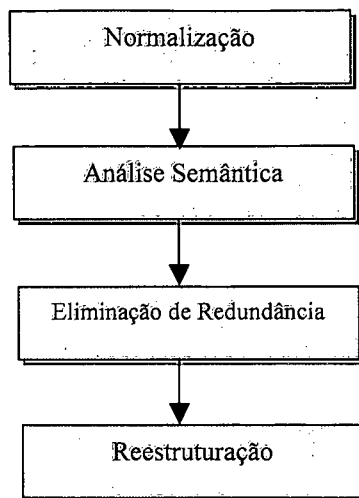 Normalização
Análise Semântica
Eliminação de Redundância
Reestruturação